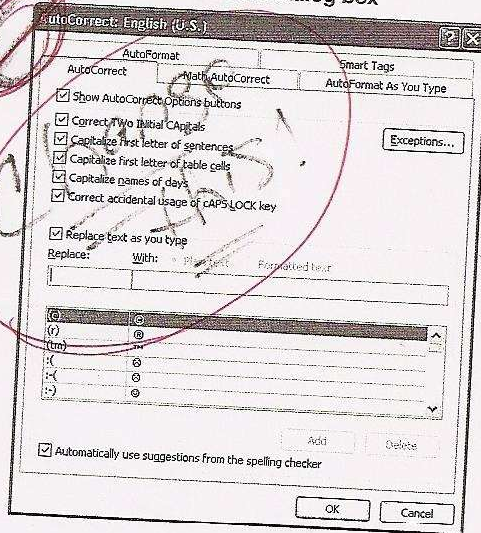 dialog box
AutoCorrect: English (U.S.)
AutoFormat
Smart Tags
AutoCorrect
Math AutoCorrect
AutoFormat As You Type
Show AutoCorrect Options buttons
Correct TWo INitial CApitals
Exceptions...
Capitalize first letter of sentences
Capitalize first letter of table cells
Capitalize names of days
Correct accidental usage of cAPS LOCK key
Change
this!
Replace text as you type
Replace: With: Plain text Formatted text
(c) ©
(r) ®
(tm) ™
:( ☹
:-( ☹
:-) ☺
Add Delete
Automatically use suggestions from the spelling checker
OK Cancel